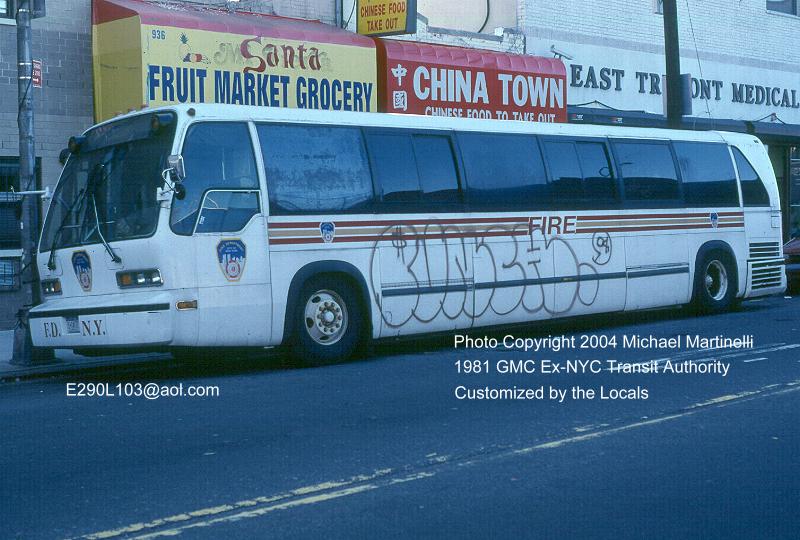 CHINESE FOOD
TAKE OUT
936
Santa
FRUIT MARKET GROCERY
中
国
CHINA TOWN
CHINESE FOOD TO TAKE OUT
EAST TREMONT MEDICAL
FIRE
F.D. N.Y.
Photo Copyright 2004 Michael Martinelli
1981 GMC Ex-NYC Transit Authority
Customized by the Locals
E290L103@aol.com